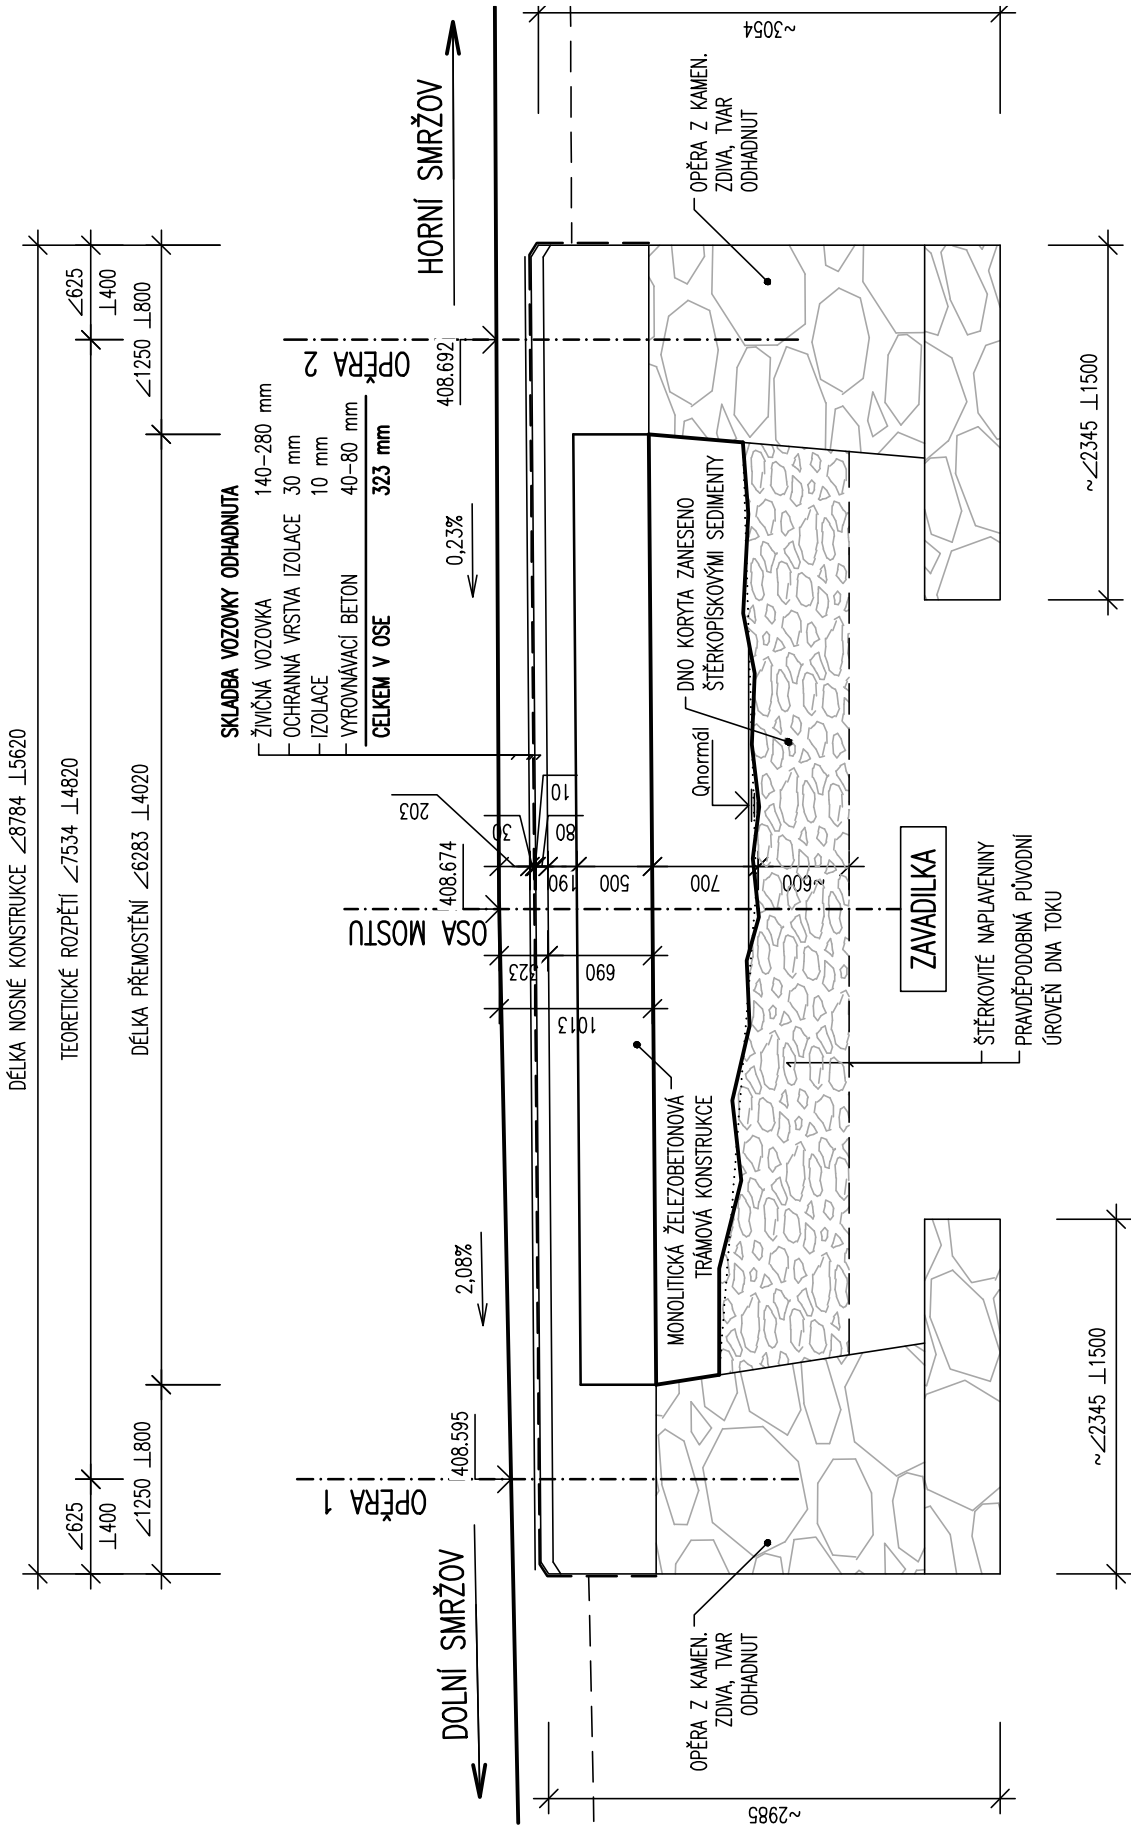 DÉLKA NOSNÉ KONSTRUKCE ∠8784 ⊥5620
∠625
⊥400
TEORETICKÉ ROZPĚTÍ ∠7534 ⊥4820
∠625
⊥400
∠1250 ⊥800
DÉLKA PŘEMOSTĚNÍ ∠6283 ⊥4020
∠1250 ⊥800
SKLADBA VOZOVKY ODHADNUTA
ŽIVIČNÁ VOZOVKA 140-280 mm
OCHRANNÁ VRSTVA IZOLACE 30 mm
IZOLACE 10 mm
VYROVNÁVACÍ BETON 40-80 mm
CELKEM V OSE 323 mm
OPĚRA 1
OSA MOSTU
OPĚRA 2
408.595
408.674
408.692
DOLNÍ SMRŽOV
2,08%
0,23%
HORNÍ SMRŽOV
203
30
10
80
190
500
700
~600
323
690
1013
~2985
~3054
MONOLITICKÁ ŽELEZOBETONOVÁ
TRÁMOVÁ KONSTRUKCE
Qnormál
DNO KORYTA ZANESENO
ŠTĚRKOPÍSKOVÝMI SEDIMENTY
OPĚRA Z KAMEN.
ZDIVA, TVAR
ODHADNUT
OPĚRA Z KAMEN.
ZDIVA, TVAR
ODHADNUT
ZAVADILKA
ŠTĚRKOVITÉ NAPLAVENINY
PRAVDĚPODOBNÁ PŮVODNÍ
ÚROVEŇ DNA TOKU
~∠2345 ⊥1500
~∠2345 ⊥1500